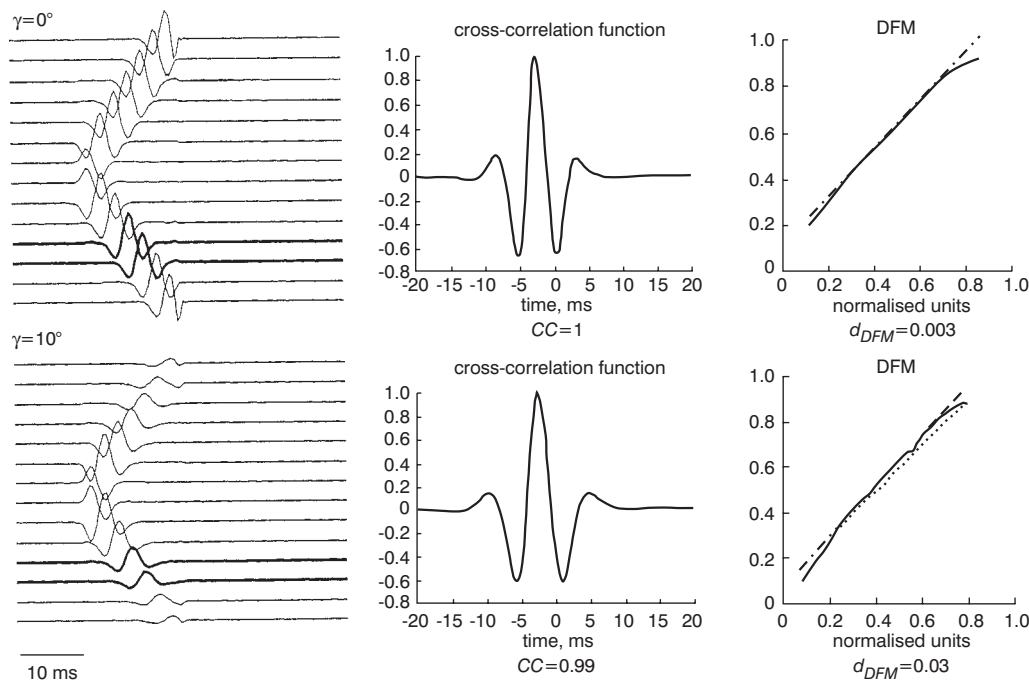 γ=0°
cross-correlation function
1.0
0.8
0.6
0.4
0.2
0
-0.2
-0.4
-0.6
-0.8
-20 -15 -10 -5 0 5 10 15 20
time, ms
CC=1
DFM
1.0
0.8
0.6
0.4
0.2
0
0 0.2 0.4 0.6 0.8 1.0
normalised units
dDFM=0.003
γ=10°
cross-correlation function
1.0
0.8
0.6
0.4
0.2
0
-0.2
-0.4
-0.6
-0.8
-20 -15 -10 -5 0 5 10 15 20
time, ms
CC=0.99
DFM
1.0
0.8
0.6
0.4
0.2
0
0 0.2 0.4 0.6 0.8 1.0
normalised units
dDFM=0.03
10 ms